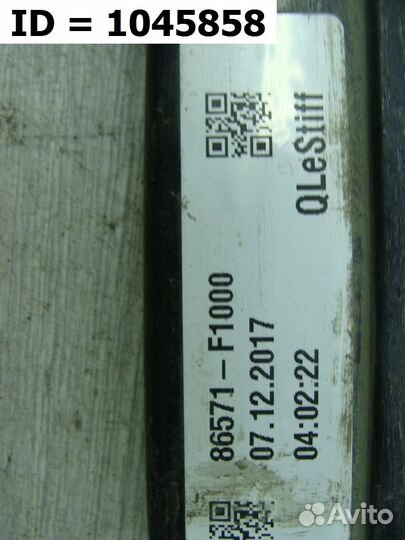 ID = 1045858
86571-F1000
07.12.2017
04:02:22
QLeStiff
Avito